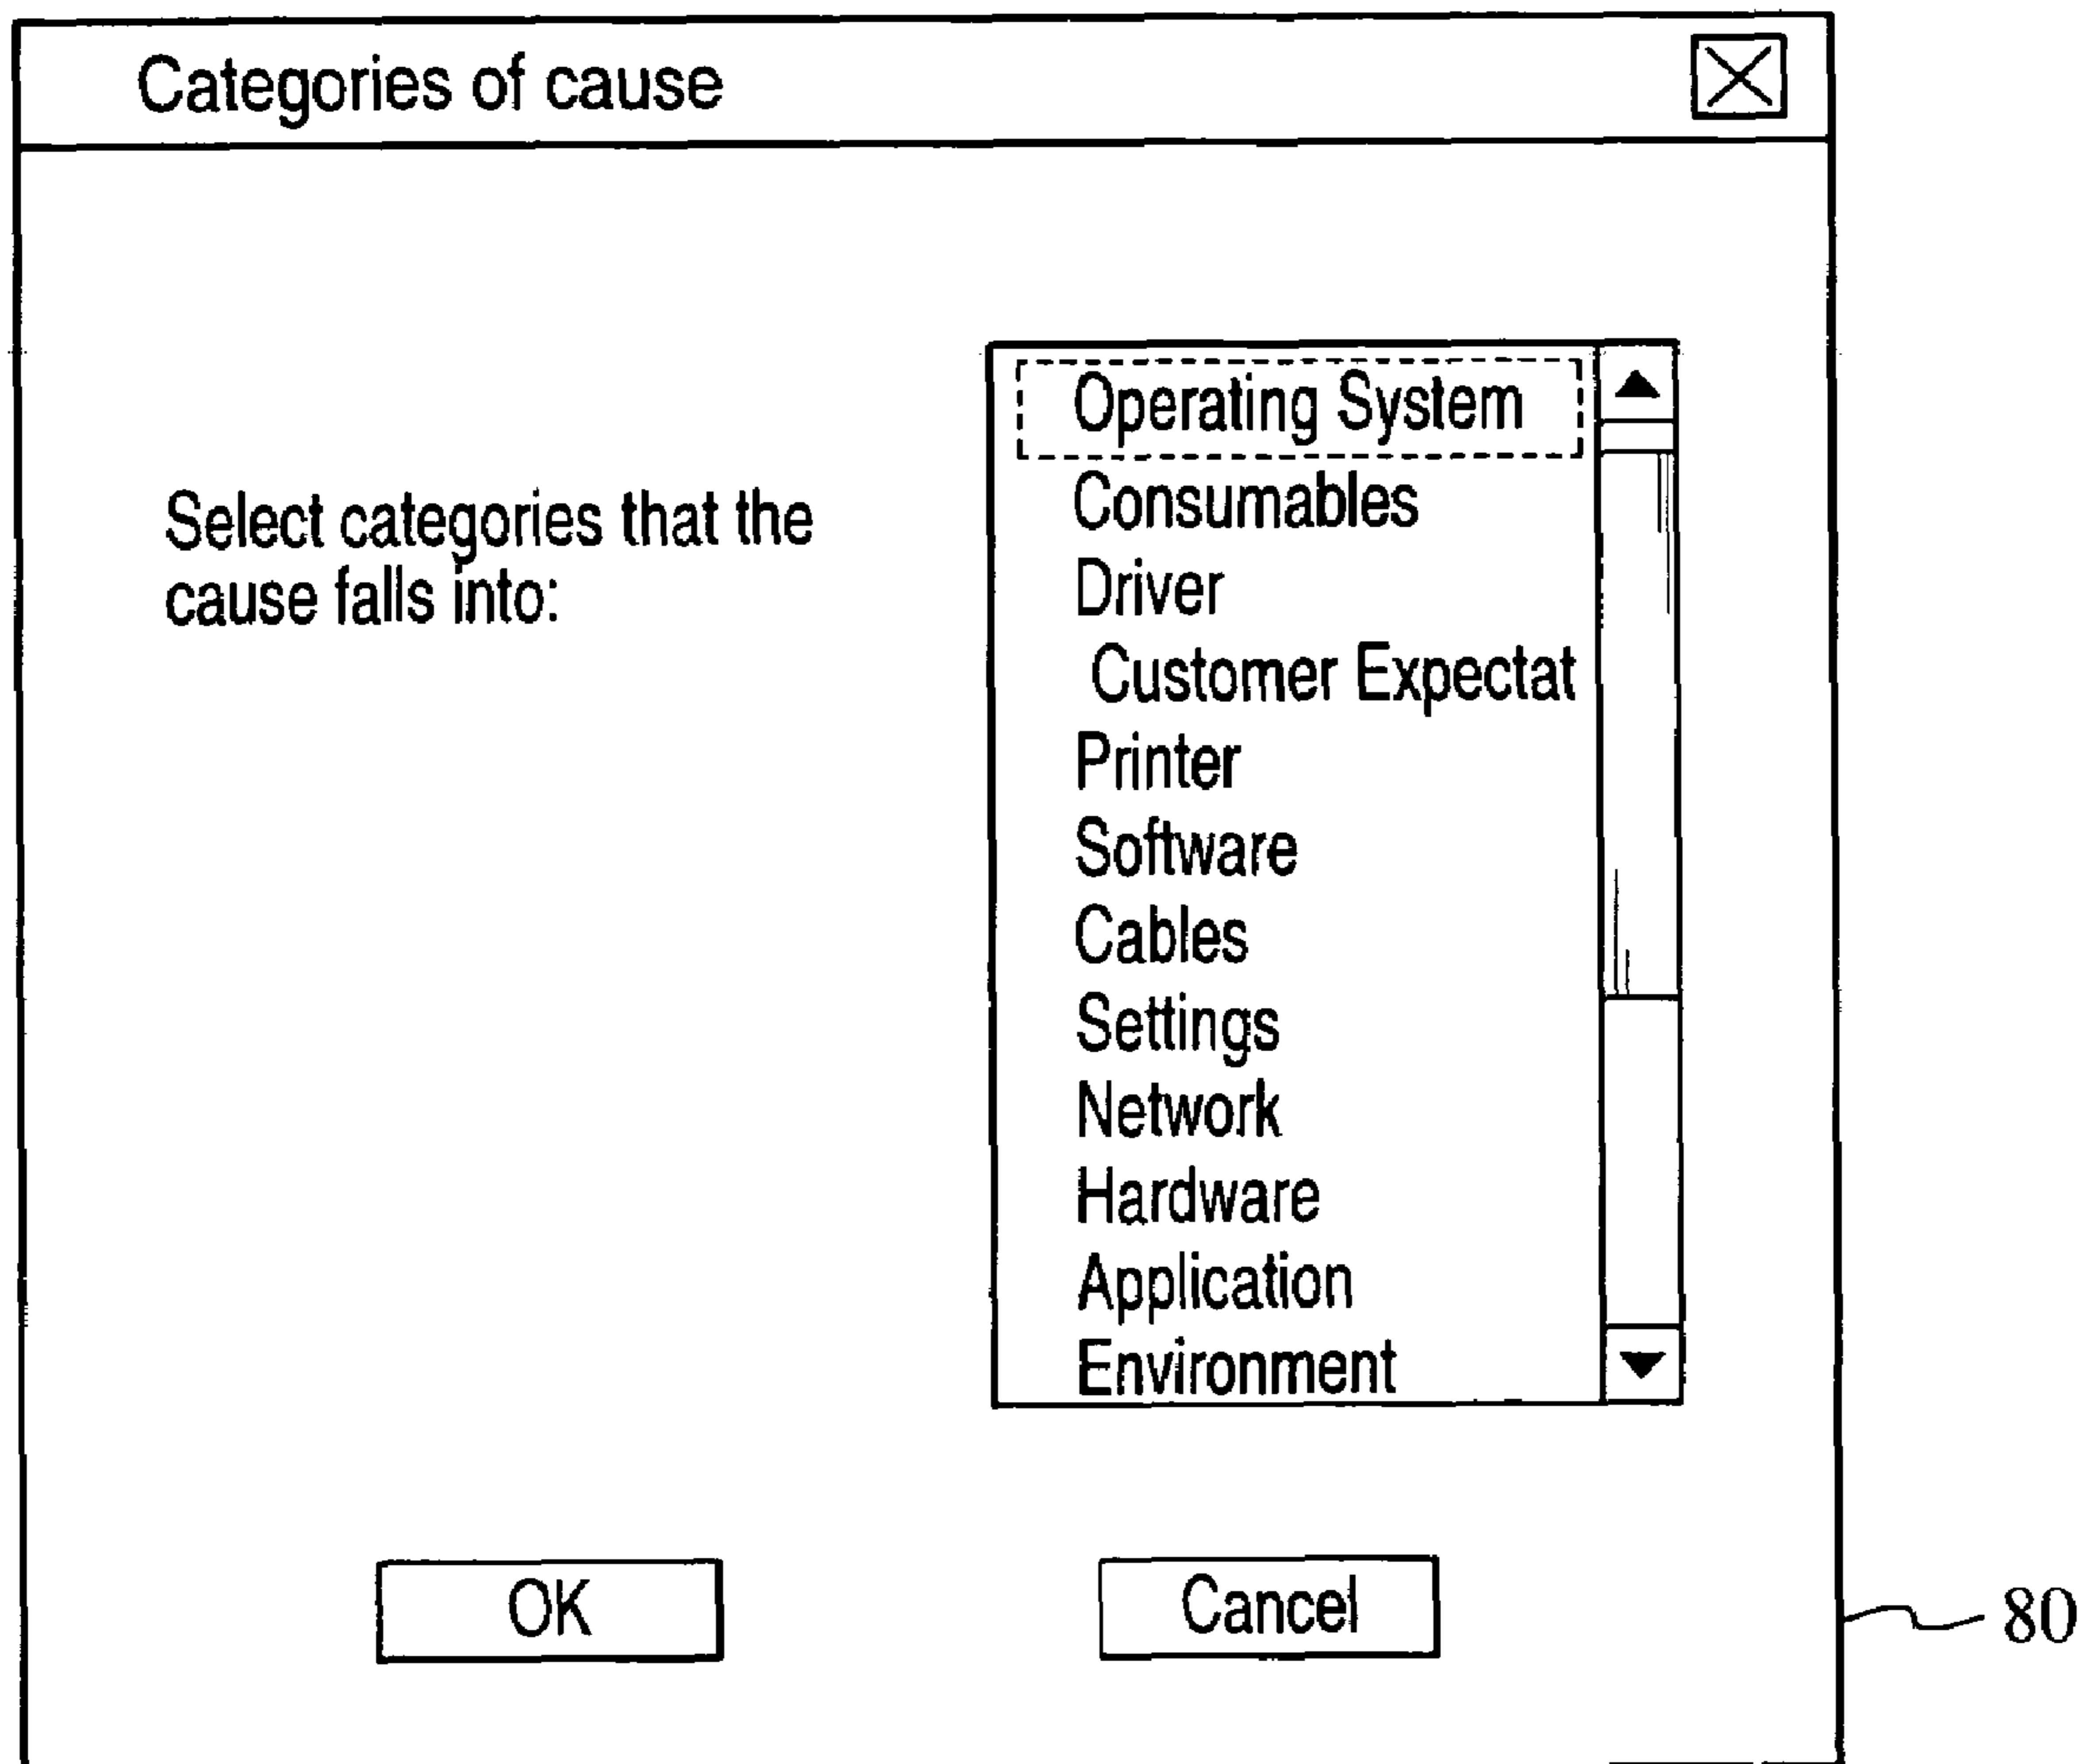 Categories of cause
Select categories that the
cause falls into:
Operating System
Consumables
Driver
Customer Expectat
Printer
Software
Cables
Settings
Network
Hardware
Application
Environment
OK
Cancel
80